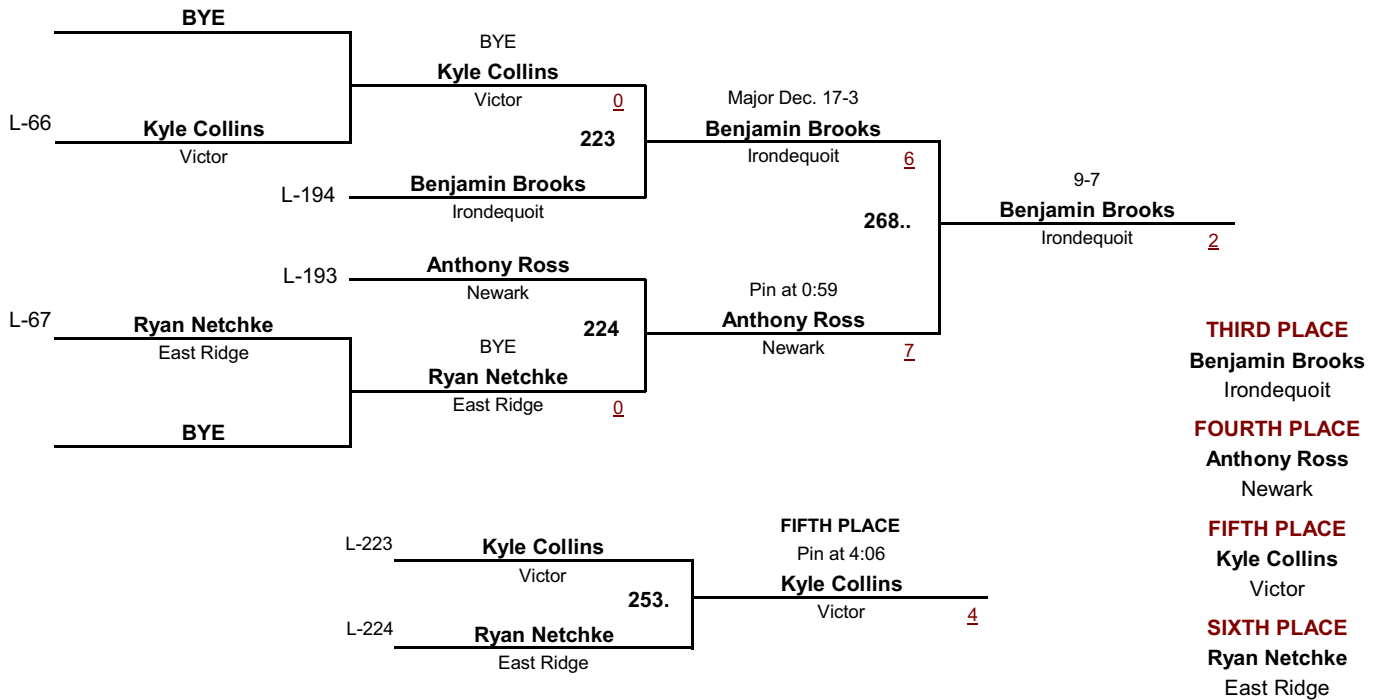 BYE
BYE
Kyle Collins
Victor
0
L-66
Kyle Collins
Victor
223
Major Dec. 17-3
Benjamin Brooks
Irondequoit
6
L-194
Benjamin Brooks
Irondequoit
268..
9-7
Benjamin Brooks
Irondequoit
2
L-193
Anthony Ross
Newark
L-67
Ryan Netchke
East Ridge
224
Pin at 0:59
Anthony Ross
Newark
7
BYE
Ryan Netchke
East Ridge
0
BYE
THIRD PLACE
Benjamin Brooks
Irondequoit
FOURTH PLACE
Anthony Ross
Newark
FIFTH PLACE
Kyle Collins
Victor
SIXTH PLACE
Ryan Netchke
East Ridge
L-223
Kyle Collins
Victor
253.
FIFTH PLACE
Pin at 4:06
Kyle Collins
Victor
4
L-224
Ryan Netchke
East Ridge